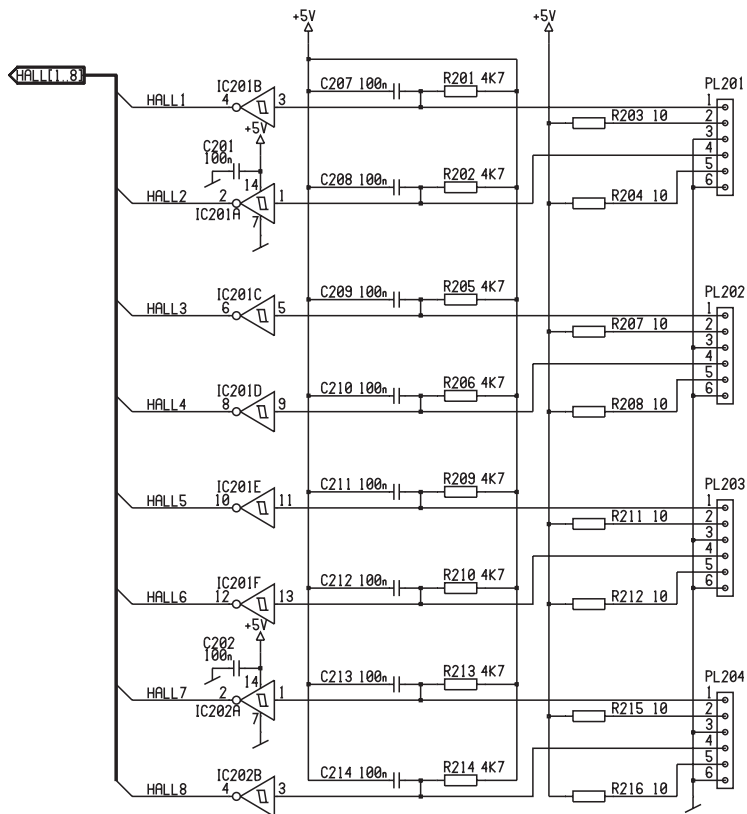 +5V
+5V
HALL[1..8]
IC201B
C207 100n
R201 4K7
PL201
HALL1
4
3
1
+5V
R203 10
2
3
C201
100n
4
14
C208 100n
R202 4K7
5
HALL2
2
1
R204 10
6
IC201A
7
IC201C
C209 100n
R205 4K7
PL202
HALL3
6
5
1
R207 10
2
3
4
IC201D
C210 100n
R206 4K7
5
HALL4
8
9
R208 10
6
IC201E
C211 100n
R209 4K7
PL203
HALL5
10
11
1
R211 10
2
3
4
IC201F
C212 100n
R210 4K7
5
HALL6
12
13
R212 10
6
+5V
C202
100n
14
C213 100n
R213 4K7
PL204
HALL7
2
1
1
IC202A
7
R215 10
2
3
4
IC202B
C214 100n
R214 4K7
5
HALL8
4
3
R216 10
6